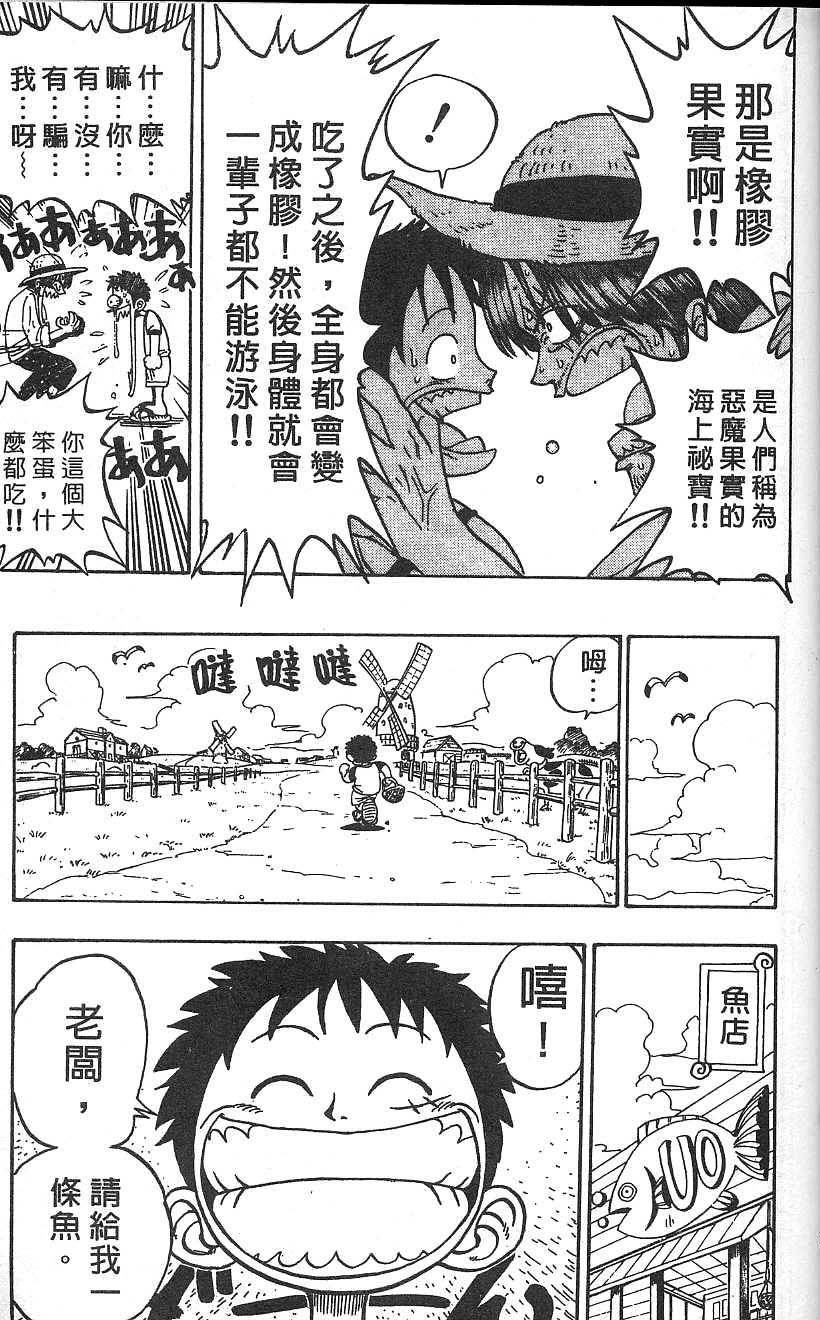 那是橡膠
果實啊!!
是人們稱為
惡魔果實的
海上祕寶!!
!
吃了之後，全身都會變
成橡膠！然後身體就會
一輩子都不能游泳!!
什…麼…
嘛…你…
有…沒…
有…騙…
我…呀～
ああああああ
ああ
你這個大
笨蛋，什
麼都吃!!
哞…
噠噠噠
魚店
UO
嘻！
老闆，
請給我一
條魚。